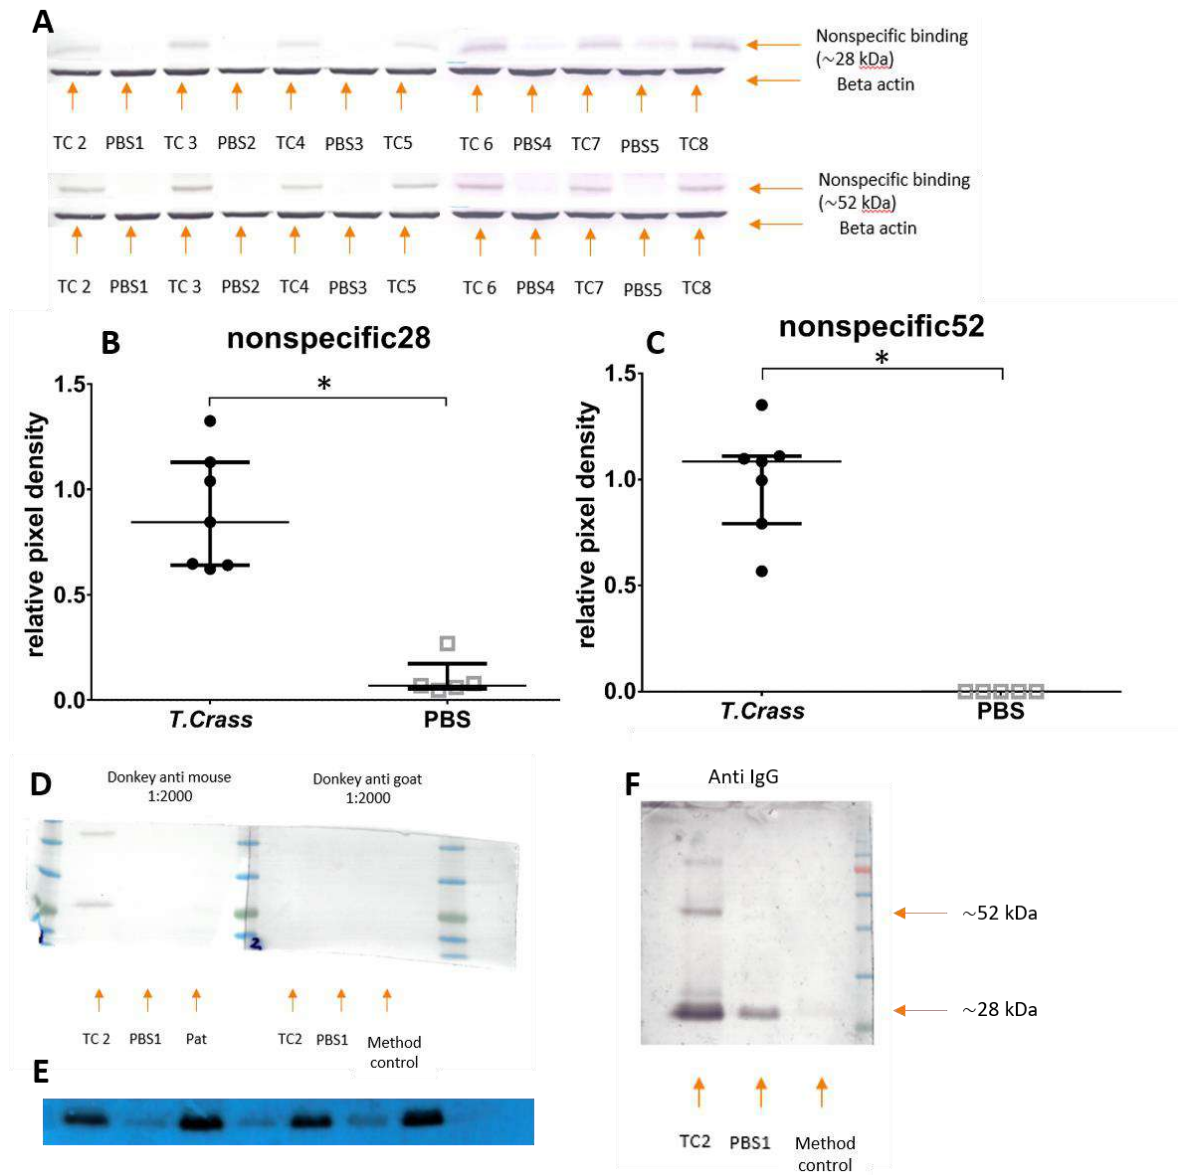 A
Nonspecific binding
(~28 kDa)
Beta actin
TC 2 PBS1 TC 3 PBS2 TC4 PBS3 TC5 TC 6 PBS4 TC7 PBS5 TC8
Nonspecific binding
(~52 kDa)
Beta actin
TC 2 PBS1 TC 3 PBS2 TC4 PBS3 TC5 TC 6 PBS4 TC7 PBS5 TC8
B
nonspecific28
*
relative pixel density
1.5
1.0
0.5
0.0
T.Crass PBS
C
nonspecific52
*
relative pixel density
1.5
1.0
0.5
0.0
T.Crass PBS
D
Donkey anti mouse
1:2000
Donkey anti goat
1:2000
2
TC 2 PBS1 Pat
TC2 PBS1 Method
control
E
F
Anti IgG
~52 kDa
~28 kDa
TC2 PBS1 Method
control